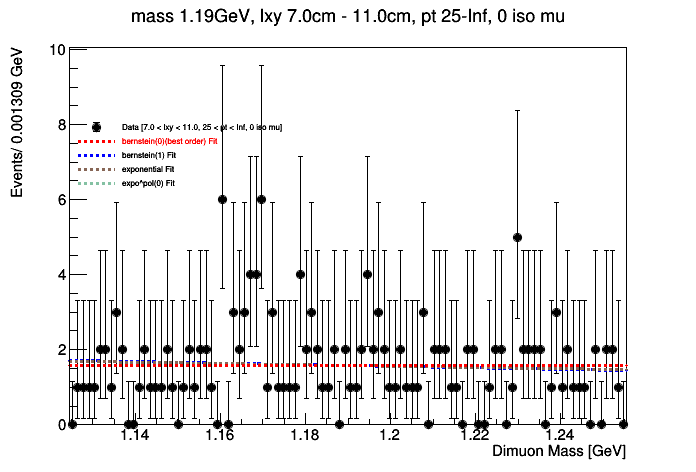 mass 1.19GeV, lxy 7.0cm - 11.0cm, pt 25-Inf, 0 iso mu
Events/ 0.001309 GeV
10
8
6
4
2
0
Data [7.0 < lxy < 11.0, 25 < pt < Inf, 0 iso mu]
bernstein(0)(best order) Fit
bernstein(1) Fit
exponential Fit
expo*pol(0) Fit
1.14 1.16 1.18 1.2 1.22 1.24
Dimuon Mass [GeV]